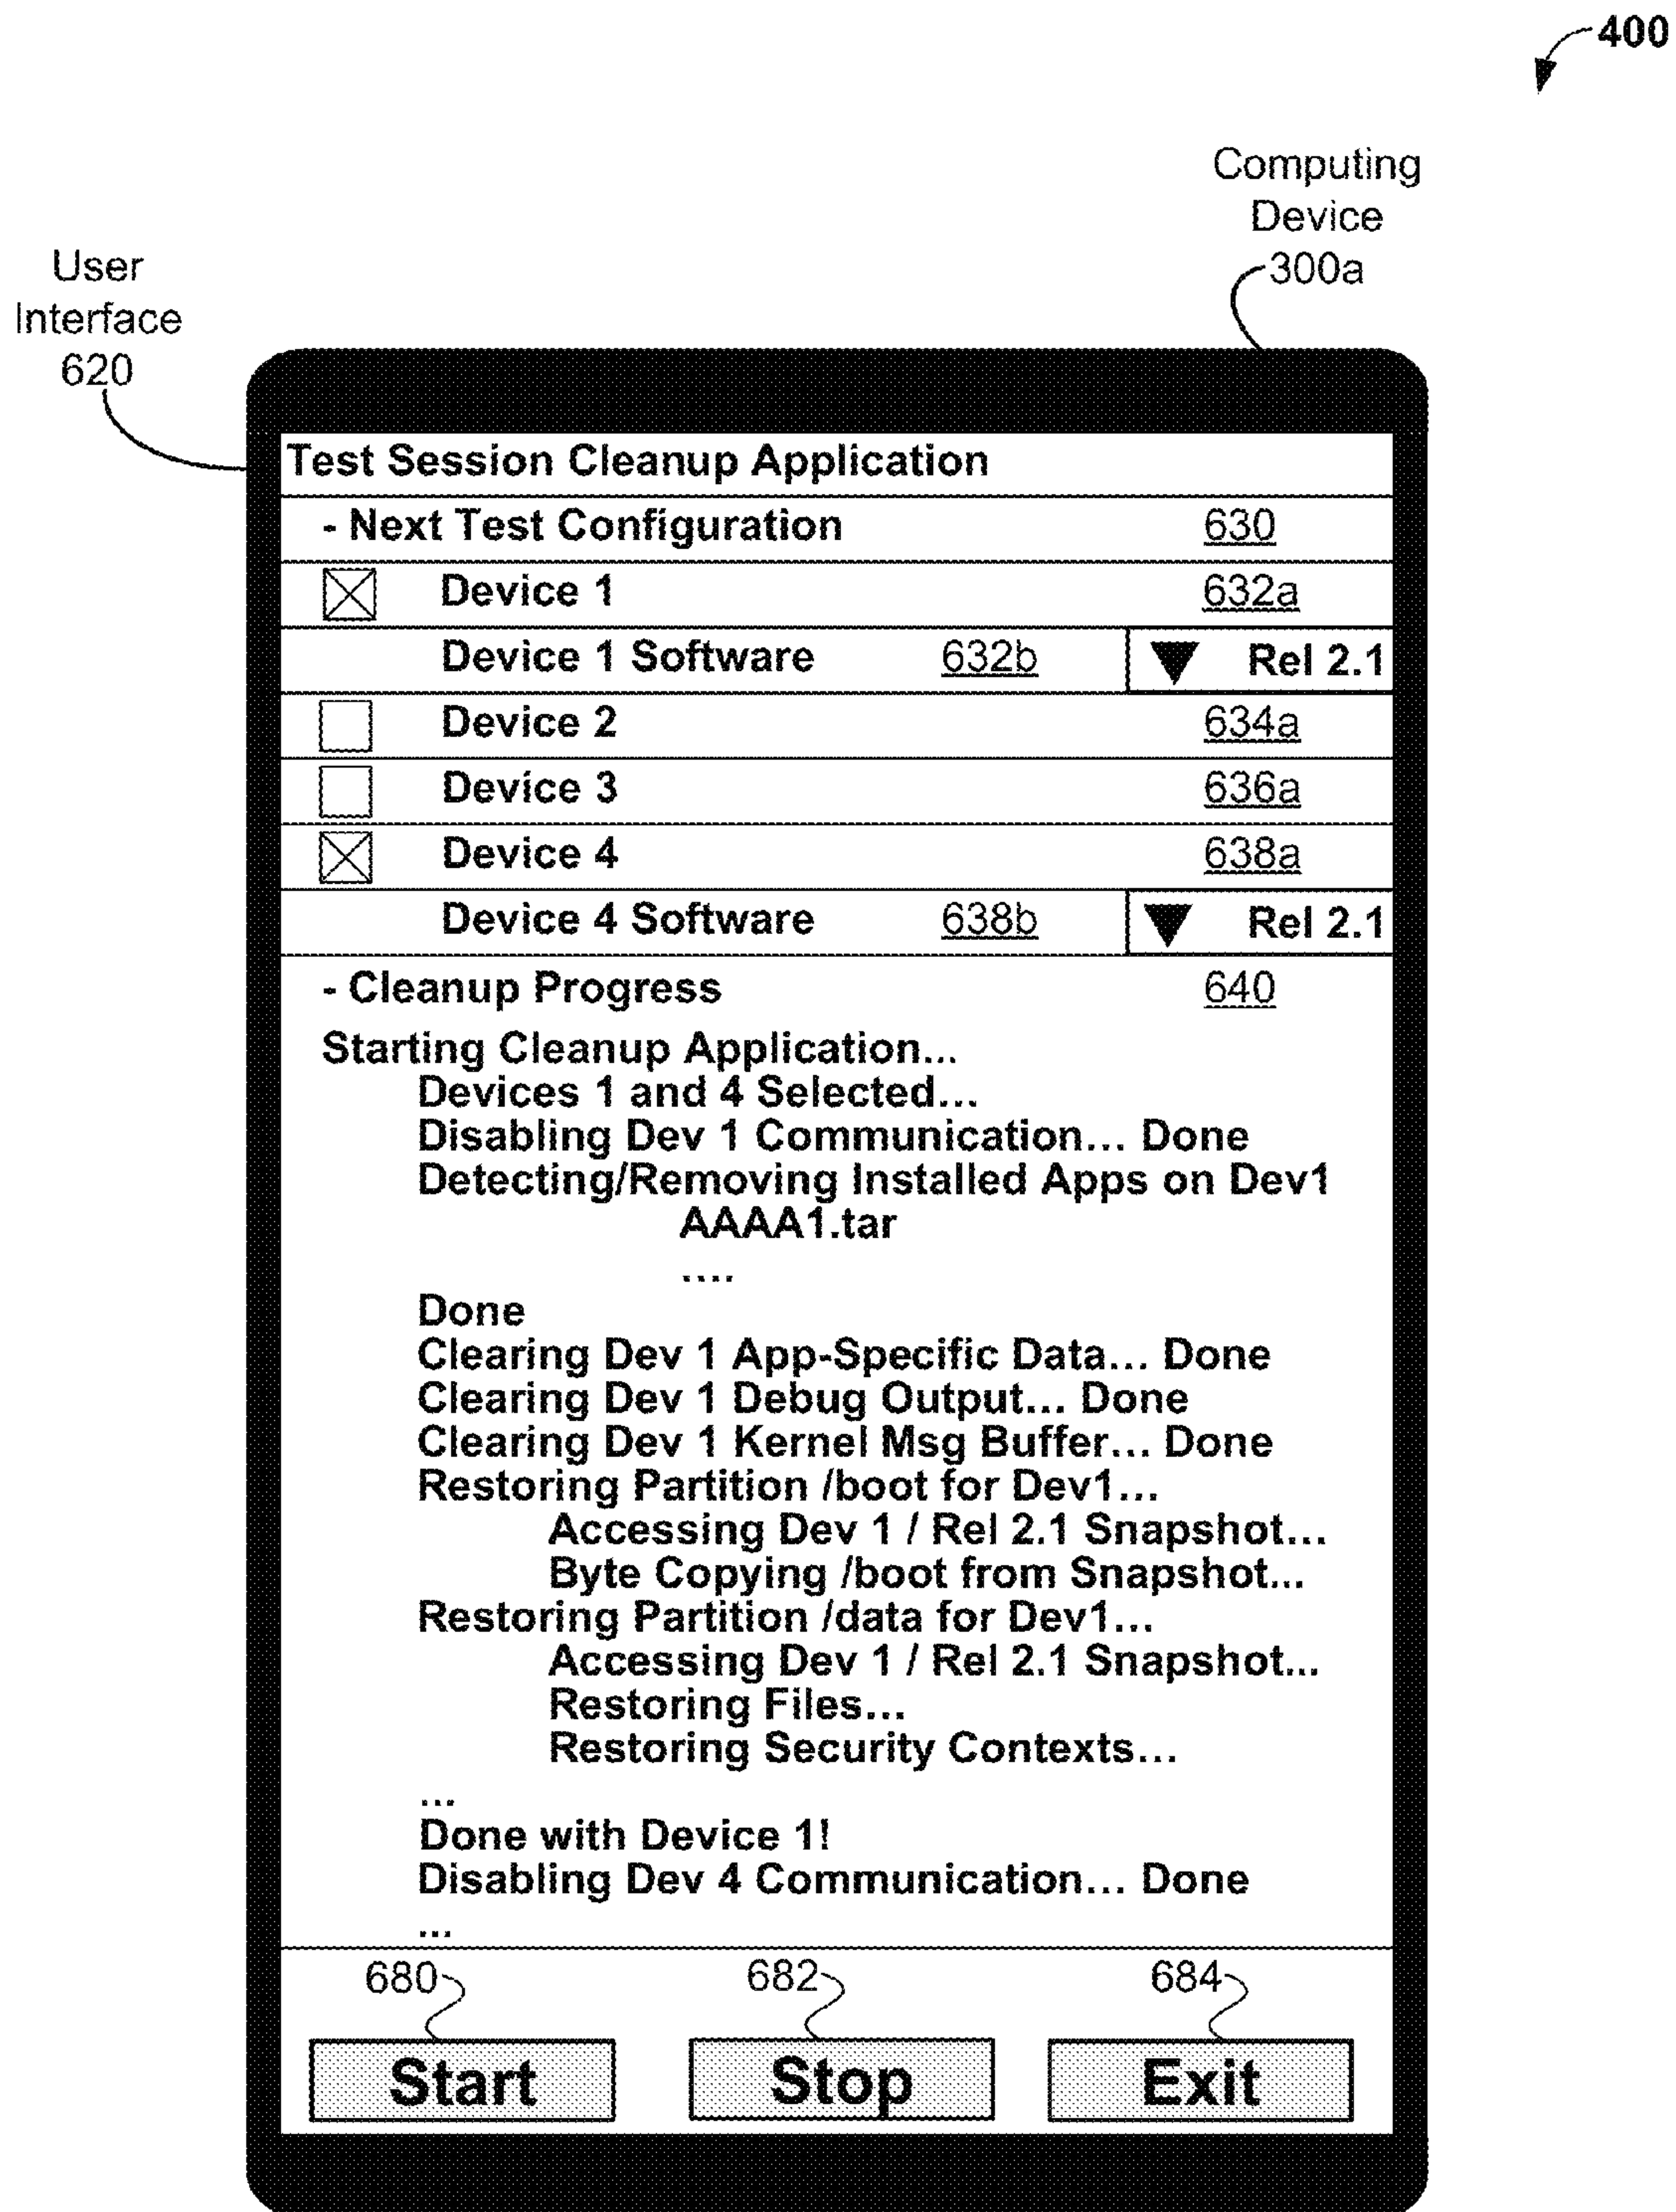 400
Computing
Device
300a
User
Interface
620
Test Session Cleanup Application
- Next Test Configuration 630
Device 1 632a
Device 1 Software 632b Rel 2.1
Device 2 634a
Device 3 636a
Device 4 638a
Device 4 Software 638b Rel 2.1
- Cleanup Progress 640
Starting Cleanup Application...
Devices 1 and 4 Selected...
Disabling Dev 1 Communication... Done
Detecting/Removing Installed Apps on Dev1
AAAA1.tar
....
Done
Clearing Dev 1 App-Specific Data... Done
Clearing Dev 1 Debug Output... Done
Clearing Dev 1 Kernel Msg Buffer... Done
Restoring Partition /boot for Dev1...
Accessing Dev 1 / Rel 2.1 Snapshot...
Byte Copying /boot from Snapshot...
Restoring Partition /data for Dev1...
Accessing Dev 1 / Rel 2.1 Snapshot...
Restoring Files...
Restoring Security Contexts...
...
Done with Device 1!
Disabling Dev 4 Communication... Done
...
680 682 684
Start Stop Exit